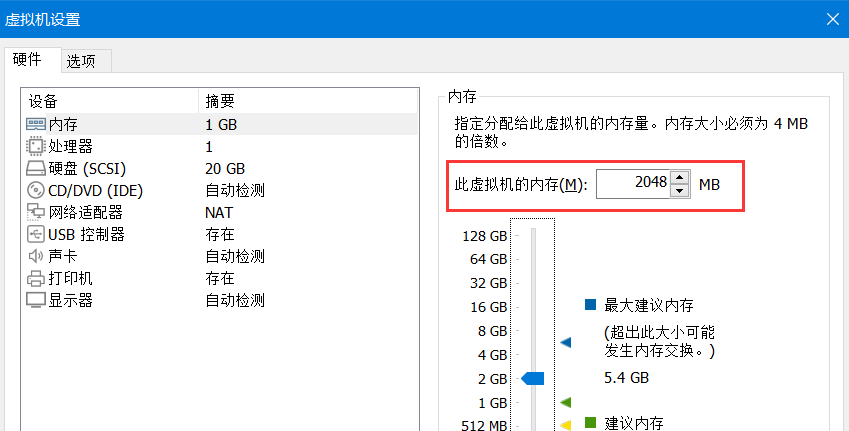 虚拟机设置
硬件 选项
设备 摘要
内存 1 GB
处理器 1
硬盘 (SCSI) 20 GB
CD/DVD (IDE) 自动检测
网络适配器 NAT
USB 控制器 存在
声卡 自动检测
打印机 存在
显示器 自动检测
内存
指定分配给此虚拟机的内存量。内存大小必须为 4 MB
的倍数。
此虚拟机的内存(M): 2048 MB
128 GB
64 GB
32 GB
16 GB
8 GB
4 GB
2 GB
1 GB
512 MB
最大建议内存
(超出此大小可能
发生内存交换。)
5.4 GB
建议内存